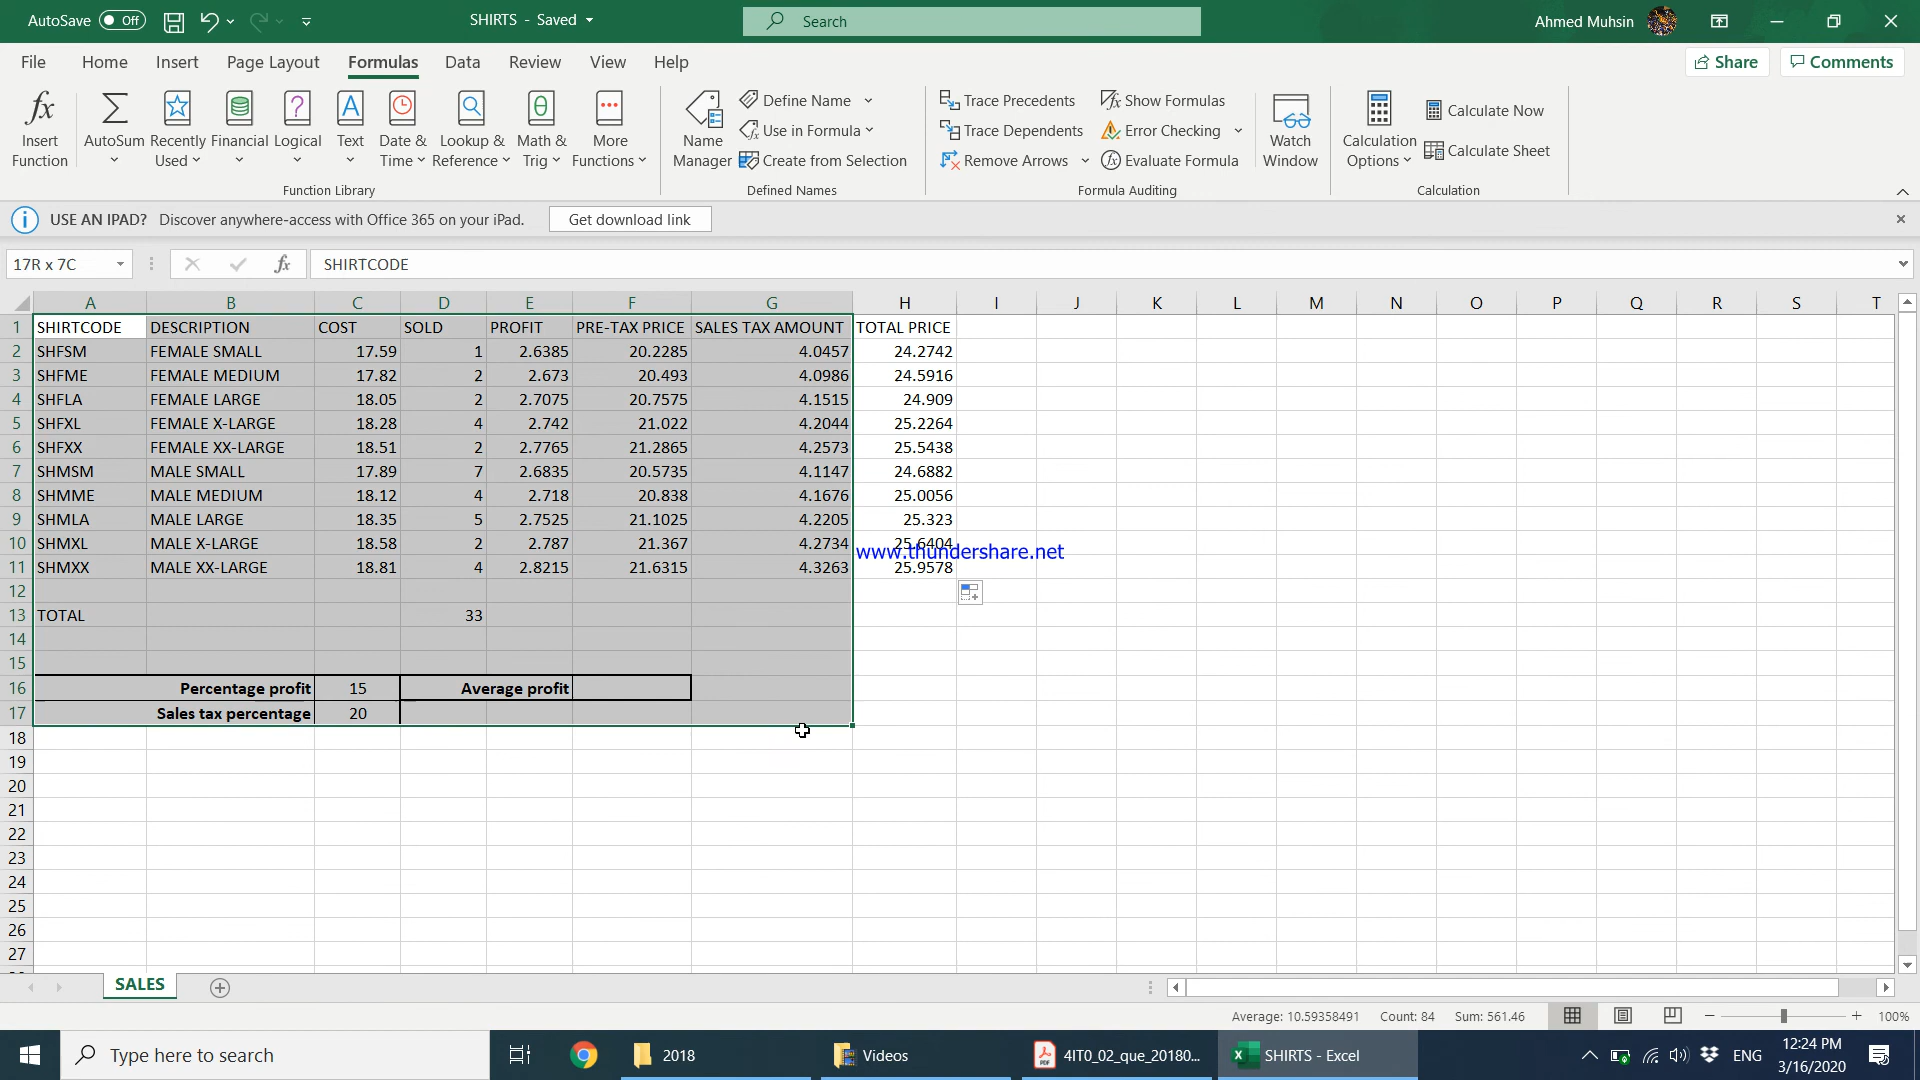 AutoSave Off
SHIRTS - Saved
Search
Ahmed Muhsin
File Home Insert Page Layout Formulas Data Review View Help
Share Comments
Insert Function
AutoSum
Recently Used
Financial
Logical
Text
Date & Time
Lookup & Reference
Math & Trig
More Functions
Function Library
Name Manager
Define Name
Use in Formula
Create from Selection
Defined Names
Trace Precedents
Trace Dependents
Remove Arrows
Show Formulas
Error Checking
Evaluate Formula
Formula Auditing
Watch Window
Calculation Options
Calculate Now
Calculate Sheet
Calculation
USE AN IPAD? Discover anywhere-access with Office 365 on your iPad. Get download link
17R x 7C fx SHIRTCODE
A B C D E F G H I J K L M N O P Q R S T
1 SHIRTCODE DESCRIPTION COST SOLD PROFIT PRE-TAX PRICE SALES TAX AMOUNT TOTAL PRICE
2 SHFSM FEMALE SMALL 17.59 1 2.6385 20.2285 4.0457 24.2742
3 SHFME FEMALE MEDIUM 17.82 2 2.673 20.493 4.0986 24.5916
4 SHFLA FEMALE LARGE 18.05 2 2.7075 20.7575 4.1515 24.909
5 SHFXL FEMALE X-LARGE 18.28 4 2.742 21.022 4.2044 25.2264
6 SHFXX FEMALE XX-LARGE 18.51 2 2.7765 21.2865 4.2573 25.5438
7 SHMSM MALE SMALL 17.89 7 2.6835 20.5735 4.1147 24.6882
8 SHMME MALE MEDIUM 18.12 4 2.718 20.838 4.1676 25.0056
9 SHMLA MALE LARGE 18.35 5 2.7525 21.1025 4.2205 25.323
10 SHMXL MALE X-LARGE 18.58 2 2.787 21.367 4.2734 25.6404
www.thundershare.net
11 SHMXX MALE XX-LARGE 18.81 4 2.8215 21.6315 4.3263 25.9578
12
13 TOTAL 33
14
15
16 Percentage profit 15 Average profit
17 Sales tax percentage 20
18
19
20
21
22
23
24
25
26
27
SALES
Average: 10.59358491 Count: 84 Sum: 561.46 100%
Type here to search
2018
Videos
4IT0_02_que_20180...
SHIRTS - Excel
ENG
12:24 PM
3/16/2020